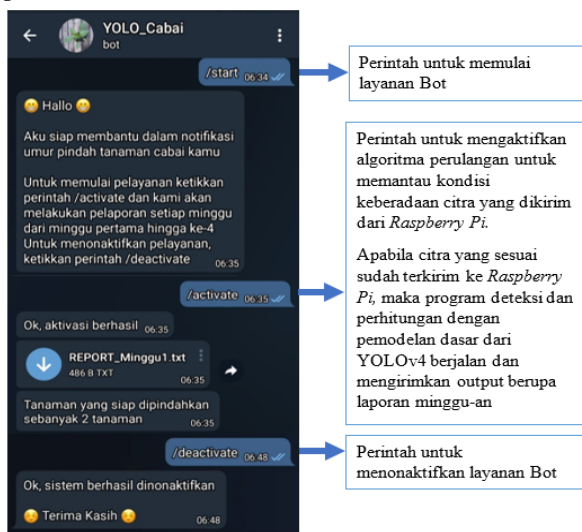 YOLO_Cabai
bot
/start 06:34
😁 Hallo 😁
Aku siap membantu dalam notifikasi
umur pindah tanaman cabai kamu
Untuk memulai pelayanan ketikkan
perintah /activate dan kami akan
melakukan pelaporan setiap minggu
dari minggu pertama hingga ke-4
Untuk menonaktifkan pelayanan,
ketikkan perintah /deactivate 06:35
/activate 06:35
Ok, aktivasi berhasil 06:35
REPORT_Minggu1.txt
486 B TXT
06:35
Tanaman yang siap dipindahkan
sebanyak 2 tanaman 06:35
/deactivate 06:48
Ok, sistem berhasil dinonaktifkan
☺️ Terima Kasih ☺️ 06:48
Perintah untuk memulai
layanan Bot
Perintah untuk mengaktifkan
algoritma perulangan untuk
memantau kondisi
keberadaan citra yang dikirim
dari Raspberry Pi.
Apabila citra yang sesuai
sudah terkirim ke Raspberry
Pi, maka program deteksi dan
perhitungan dengan
pemodelan dasar dari
YOLOv4 berjalan dan
mengirimkan output berupa
laporan minggu-an
Perintah untuk
menonaktifkan layanan Bot